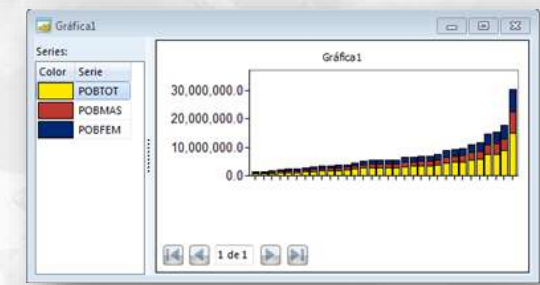 Gráfica1
Series:
Color Serie
POBTOT
POBMAS
POBFEM
Gráfica1
30,000,000.0
20,000,000.0
10,000,000.0
0.0
1 de 1